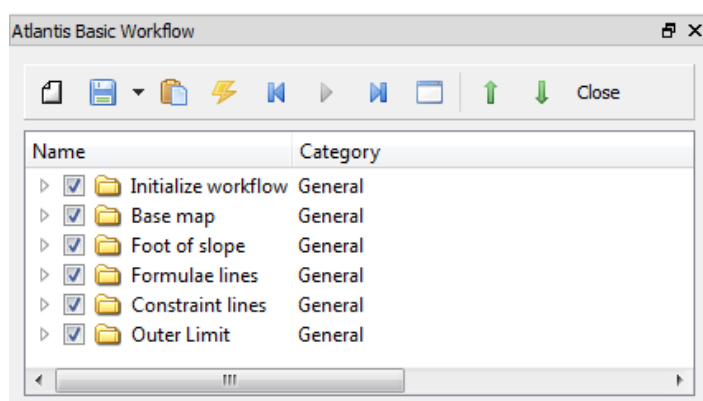 Atlantis Basic Workflow
Close
Name Category
Initialize workflow General
Base map General
Foot of slope General
Formulae lines General
Constraint lines General
Outer Limit General